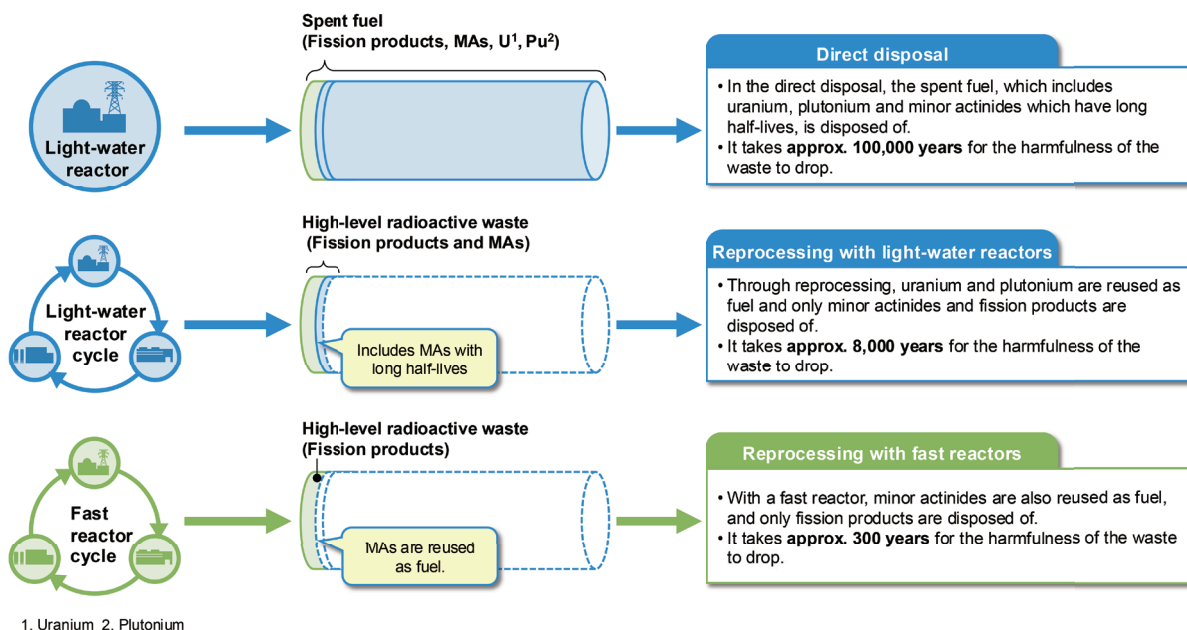 Spent fuel
(Fission products, MAs, U1, Pu2)
Light-water
reactor
Direct disposal
• In the direct disposal, the spent fuel, which includes
uranium, plutonium and minor actinides which have long
half-lives, is disposed of.
• It takes approx. 100,000 years for the harmfulness of the
waste to drop.
High-level radioactive waste
(Fission products and MAs)
Light-water
reactor
cycle
Includes MAs with
long half-lives
Reprocessing with light-water reactors
• Through reprocessing, uranium and plutonium are reused as
fuel and only minor actinides and fission products are
disposed of.
• It takes approx. 8,000 years for the harmfulness of the
waste to drop.
High-level radioactive waste
(Fission products)
Fast
reactor
cycle
MAs are reused
as fuel.
Reprocessing with fast reactors
• With a fast reactor, minor actinides are also reused as fuel,
and only fission products are disposed of.
• It takes approx. 300 years for the harmfulness of the waste
to drop.
1. Uranium 2. Plutonium